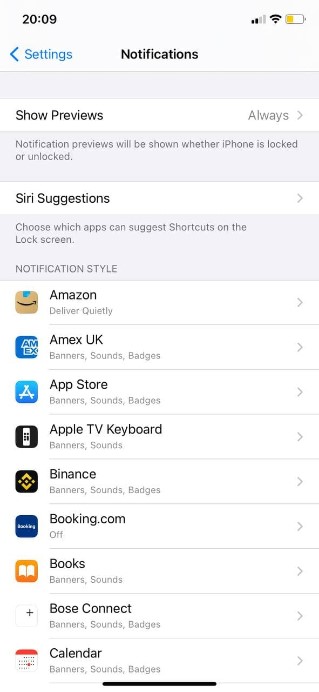 20:09
Settings
Notifications
Show Previews
Always
Notification previews will be shown whether iPhone is locked
or unlocked.
Siri Suggestions
Choose which apps can suggest Shortcuts on the
Lock screen.
NOTIFICATION STYLE
Amazon
Deliver Quietly
AM
EX
Amex UK
Banners, Sounds, Badges
App Store
Banners, Sounds, Badges
Apple TV Keyboard
Banners, Sounds
Binance
Banners, Sounds, Badges
Booking
Booking.com
Off
Books
Banners, Sounds
Bose Connect
Banners, Sounds, Badges
Calendar
Banners, Sounds, Badges